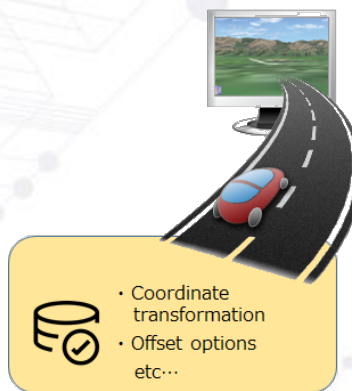 ・Coordinate
transformation
・Offset options
etc…